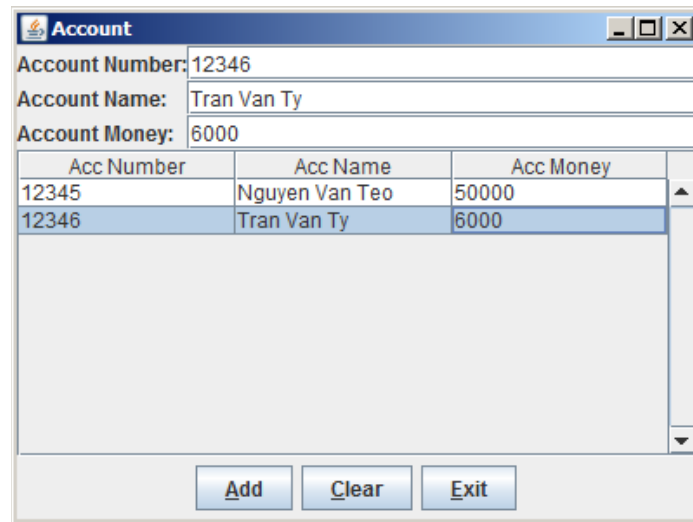 Account
Account Number: 12346
Account Name: Tran Van Ty
Account Money: 6000
Acc Number Acc Name Acc Money
12345 Nguyen Van Teo 50000
12346 Tran Van Ty 6000
Add Clear Exit